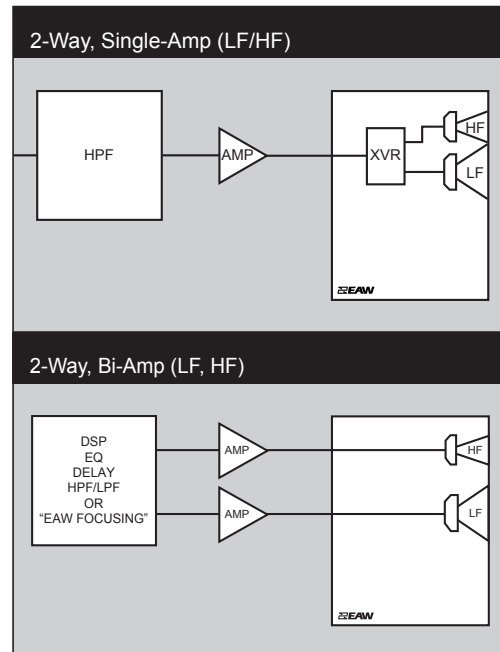 2-Way, Single-Amp (LF/HF)
HPF
AMP
XVR
HF
LF
EAW
2-Way, Bi-Amp (LF, HF)
DSP
EQ
DELAY
HPF/LPF
OR
“EAW FOCUSING”
AMP
AMP
HF
LF
EAW